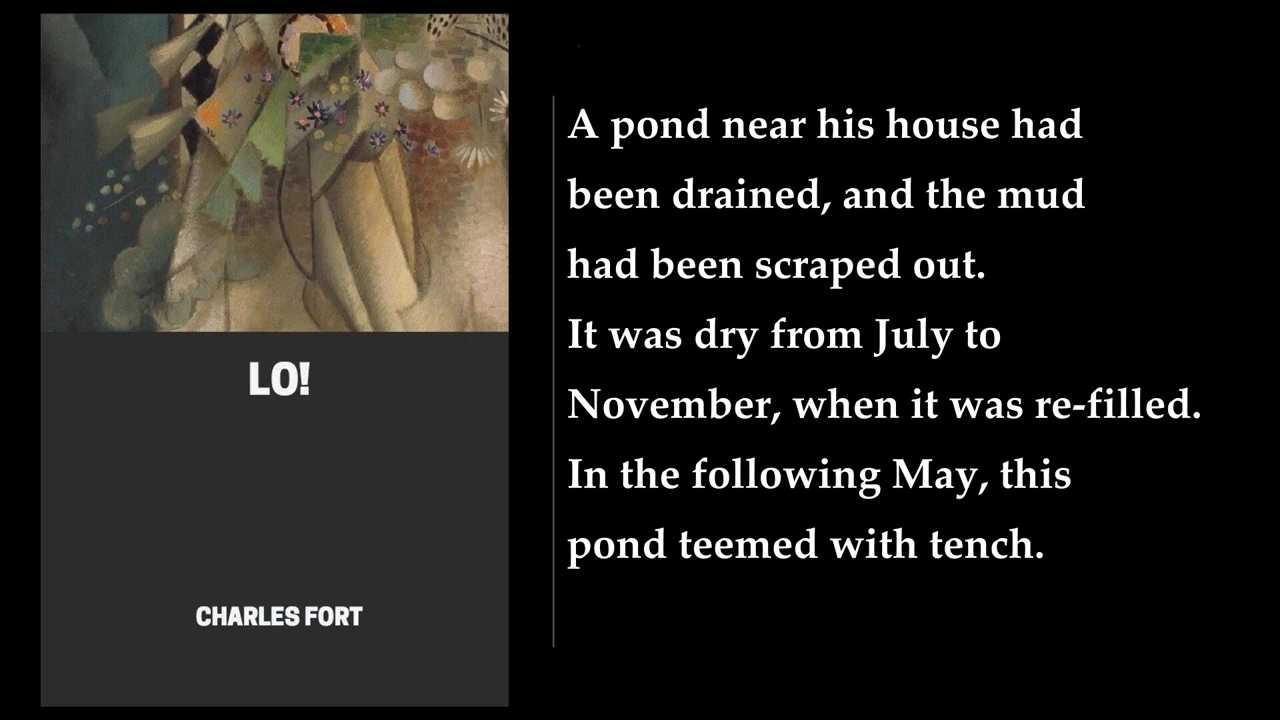 LO!
CHARLES FORT
A pond near his house had
been drained, and the mud
had been scraped out.
It was dry from July to
November, when it was re-filled.
In the following May, this
pond teemed with tench.